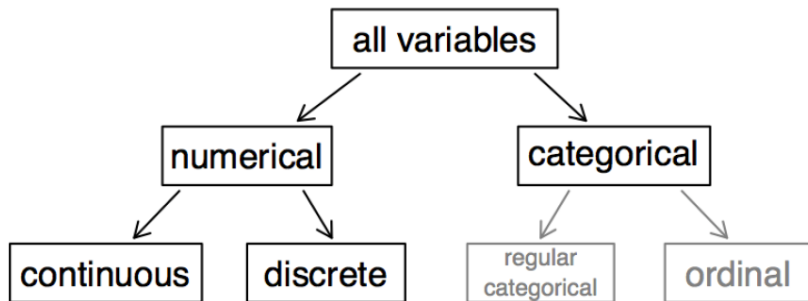 all variables
numerical
categorical
continuous
discrete
regular
categorical
ordinal